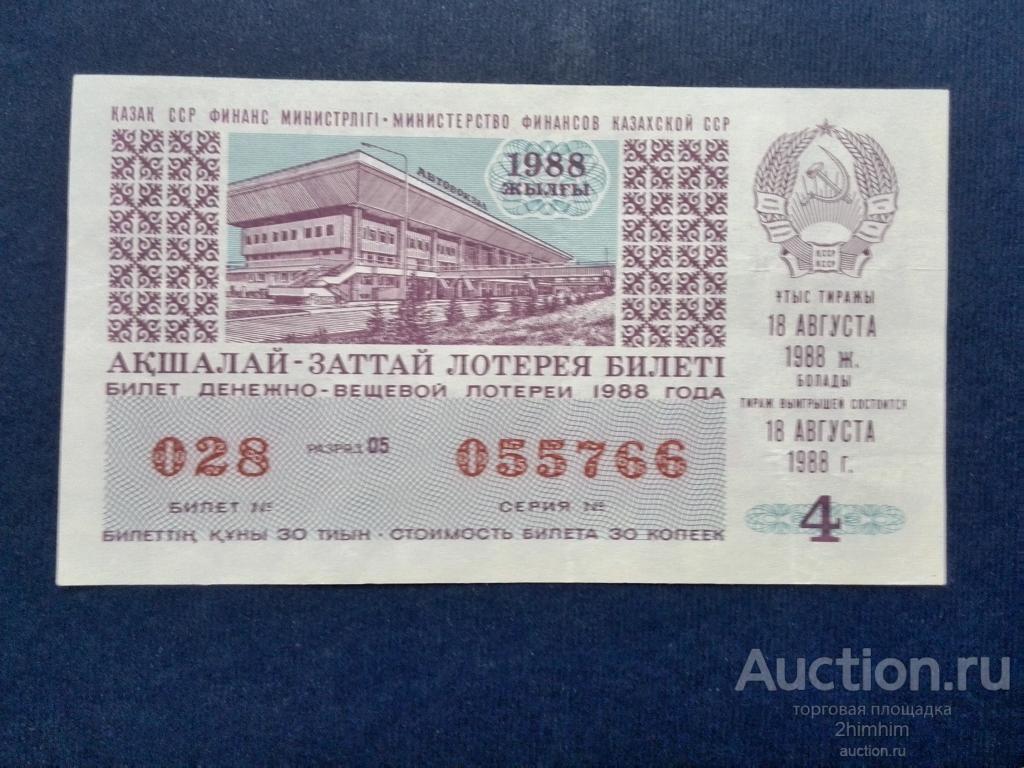 ҚАЗАҚ ССР ФИНАНС МИНИСТРЛІГІ · МИНИСТЕРСТВО ФИНАНСОВ КАЗАХСКОЙ ССР
Автовокзал
1988
ЖЫЛҒЫ
АҚШАЛАЙ-ЗАТТАЙ ЛОТЕРЕЯ БИЛЕТІ
БИЛЕТ ДЕНЕЖНО-ВЕЩЕВОЙ ЛОТЕРЕИ 1988 ГОДА
028 РАЗРЯД 05 055766
БИЛЕТ № СЕРИЯ №
БИЛЕТТІҢ ҚҰНЫ 30 ТИЫН · СТОИМОСТЬ БИЛЕТА 30 КОПЕЕК
ҰТЫС ТИРАЖЫ
18 АВГУСТА
1988 ж.
БОЛАДЫ
ТИРАЖ ВЫИГРЫШЕЙ СОСТОИТСЯ
18 АВГУСТА
1988 г.
4
Auction.ru
торговая площадка
2himhim
auction.ru